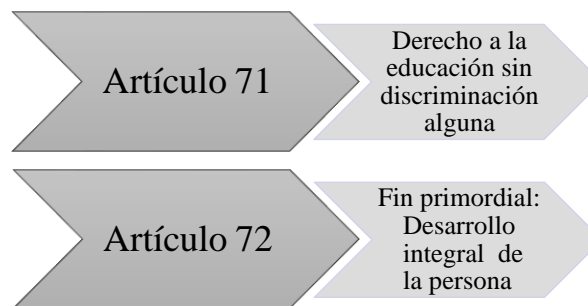 Artículo 71
Derecho a la
educación sin
discriminación
alguna
Artículo 72
Fin primordial:
Desarrollo
integral de
la persona